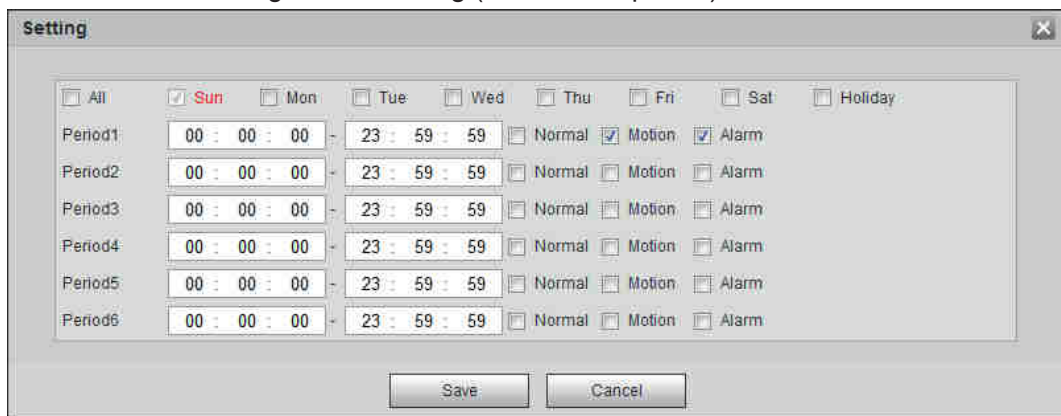 Setting
All Sun Mon Tue Wed Thu Fri Sat Holiday
Period1 00 : 00 : 00 - 23 : 59 : 59 Normal Motion Alarm
Period2 00 : 00 : 00 - 23 : 59 : 59 Normal Motion Alarm
Period3 00 : 00 : 00 - 23 : 59 : 59 Normal Motion Alarm
Period4 00 : 00 : 00 - 23 : 59 : 59 Normal Motion Alarm
Period5 00 : 00 : 00 - 23 : 59 : 59 Normal Motion Alarm
Period6 00 : 00 : 00 - 23 : 59 : 59 Normal Motion Alarm
Save Cancel